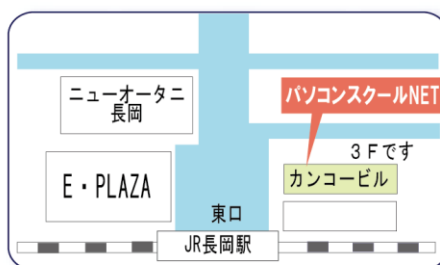 ニューオータニ
長岡
パソコンスクールNET
3Fです
E・PLAZA
カンコービル
東口
JR長岡駅